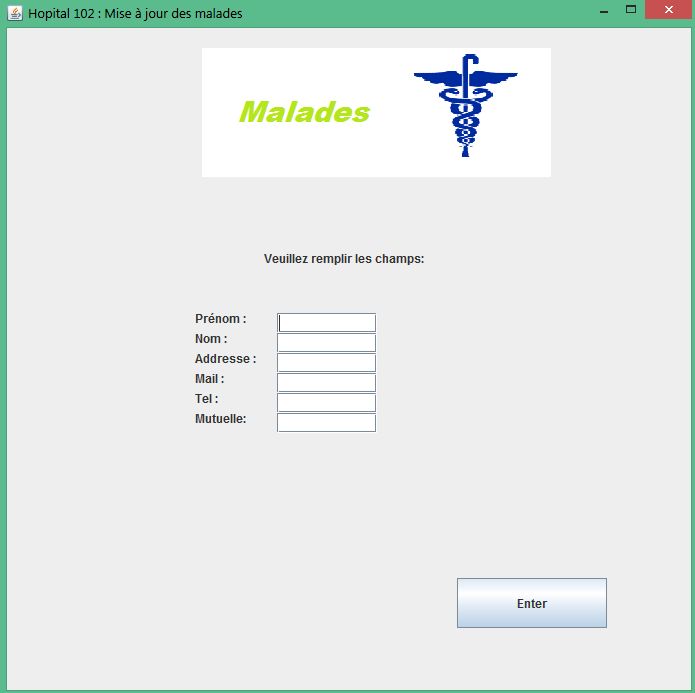 Hopital 102 : Mise à jour des malades
Malades
Veuillez remplir les champs:
Prénom :
Nom :
Addresse :
Mail :
Tel :
Mutuelle:
Enter